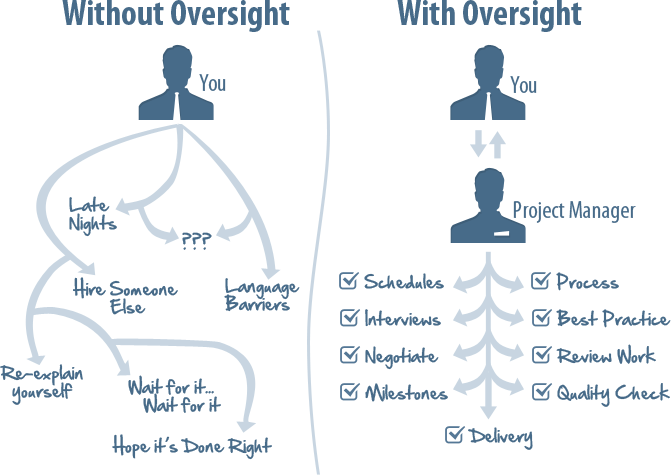 Without Oversight
You
Late
Nights
???
Hire Someone
Else
Language
Barriers
Re-explain
yourself
Wait for it...
Wait for it
Hope it's Done Right
With Oversight
You
Project Manager
Schedules
Process
Interviews
Best Practice
Negotiate
Review Work
Milestones
Quality Check
Delivery